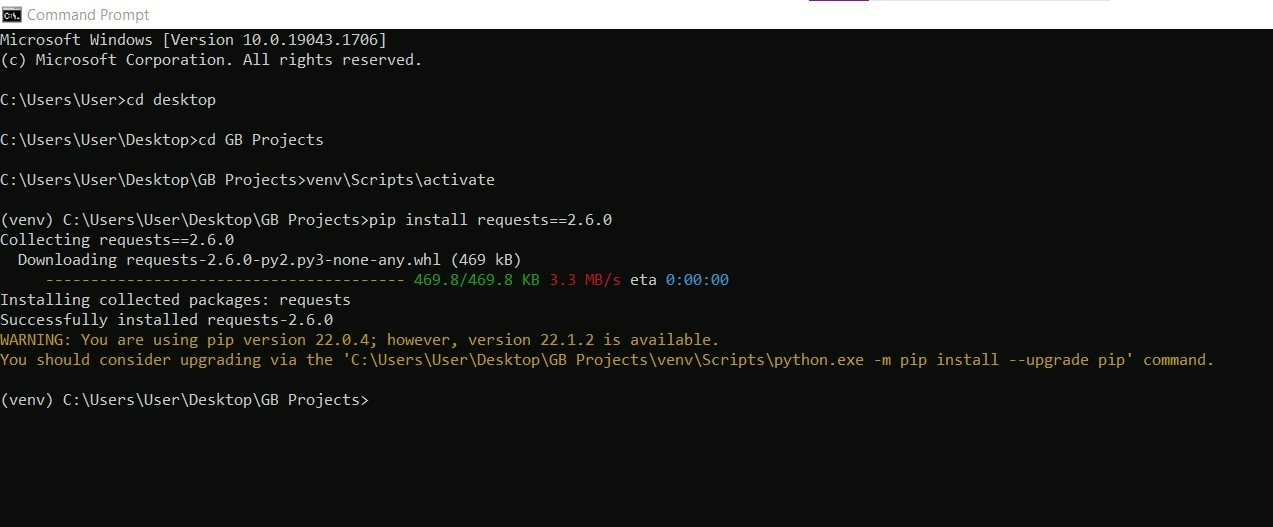 Command Prompt
Microsoft Windows [Version 10.0.19043.1706]
(c) Microsoft Corporation. All rights reserved.
C:\Users\User>cd desktop
C:\Users\User\Desktop>cd GB Projects
C:\Users\User\Desktop\GB Projects>venv\Scripts\activate
(venv) C:\Users\User\Desktop\GB Projects>pip install requests==2.6.0
Collecting requests==2.6.0
  Downloading requests-2.6.0-py2.py3-none-any.whl (469 kB)
     ---------------------------------------- 469.8/469.8 KB 3.3 MB/s eta 0:00:00
Installing collected packages: requests
Successfully installed requests-2.6.0
WARNING: You are using pip version 22.0.4; however, version 22.1.2 is available.
You should consider upgrading via the 'C:\Users\User\Desktop\GB Projects\venv\Scripts\python.exe -m pip install --upgrade pip' command.
(venv) C:\Users\User\Desktop\GB Projects>